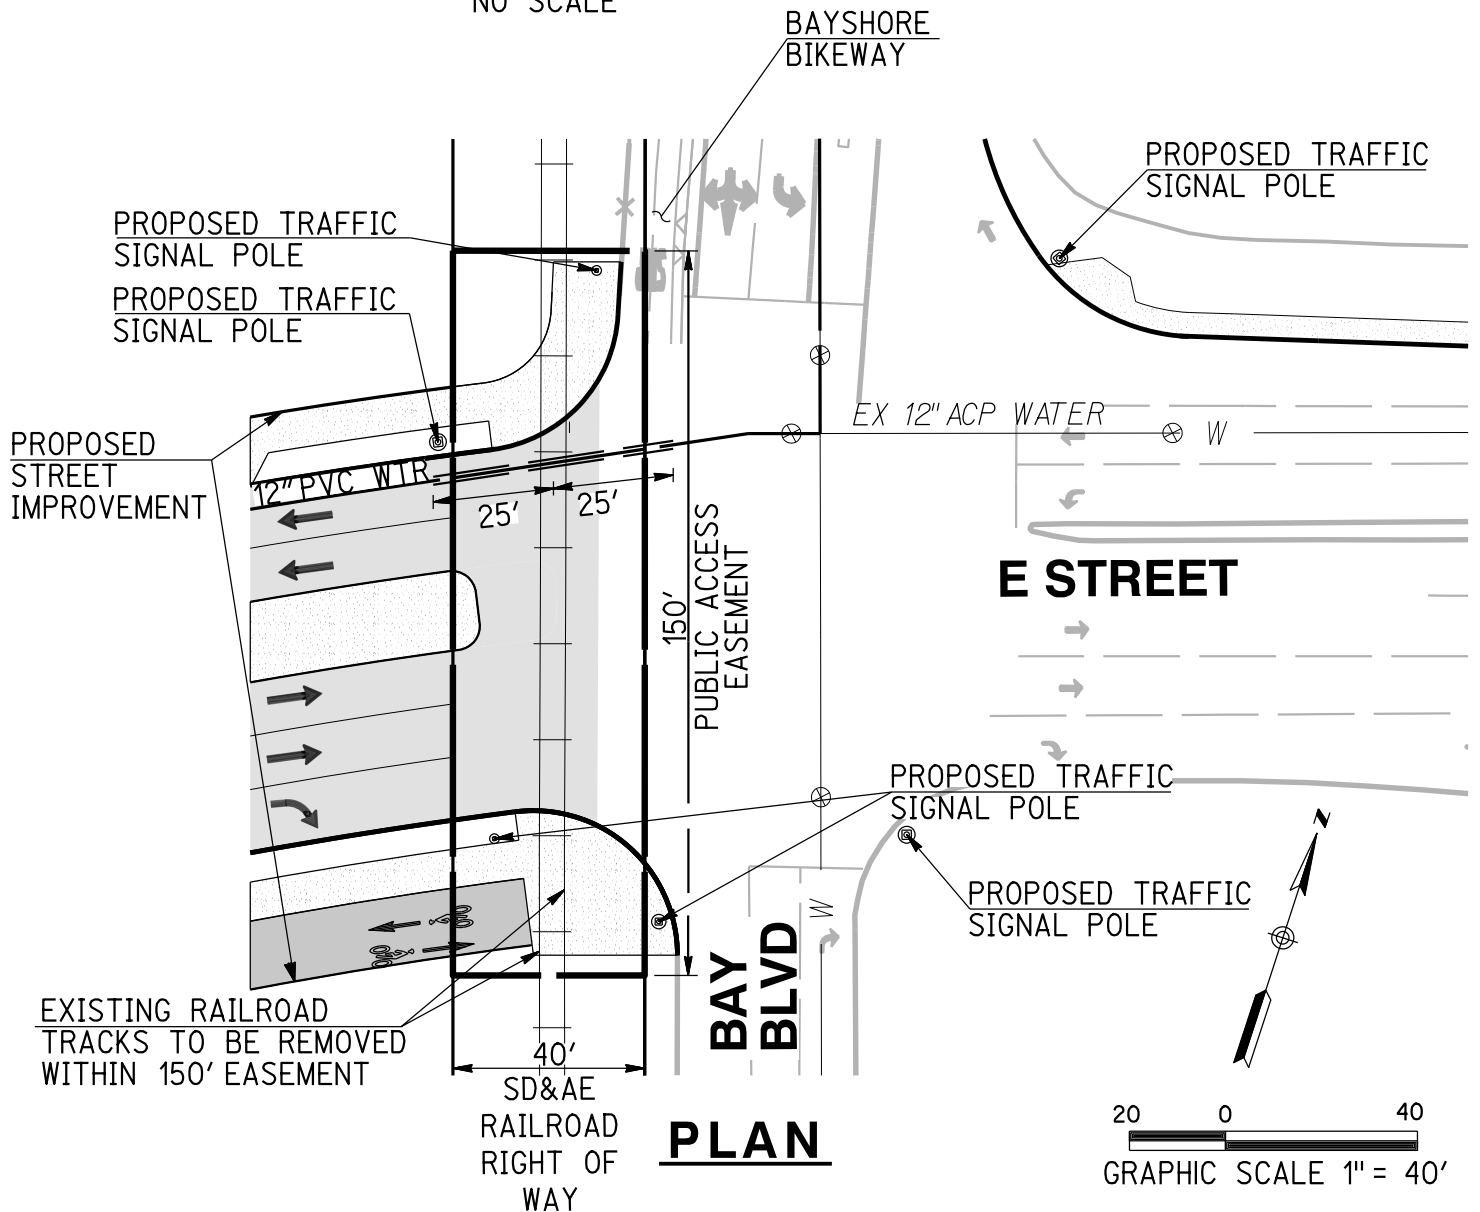 NO SCALE
BAYSHORE
BIKEWAY
PROPOSED TRAFFIC
SIGNAL POLE
PROPOSED TRAFFIC
SIGNAL POLE
PROPOSED TRAFFIC
SIGNAL POLE
EX 12" ACP WATER
W
PROPOSED
STREET
IMPROVEMENT
12" PVC WTR
25'
25'
150'
PUBLIC ACCESS
EASEMENT
E STREET
PROPOSED TRAFFIC
SIGNAL POLE
PROPOSED TRAFFIC
SIGNAL POLE
W
N
BAY
BLVD
EXISTING RAILROAD
TRACKS TO BE REMOVED
WITHIN 150' EASEMENT
40'
SD&AE
RAILROAD
RIGHT OF
WAY
PLAN
20 0 40
GRAPHIC SCALE 1" = 40'